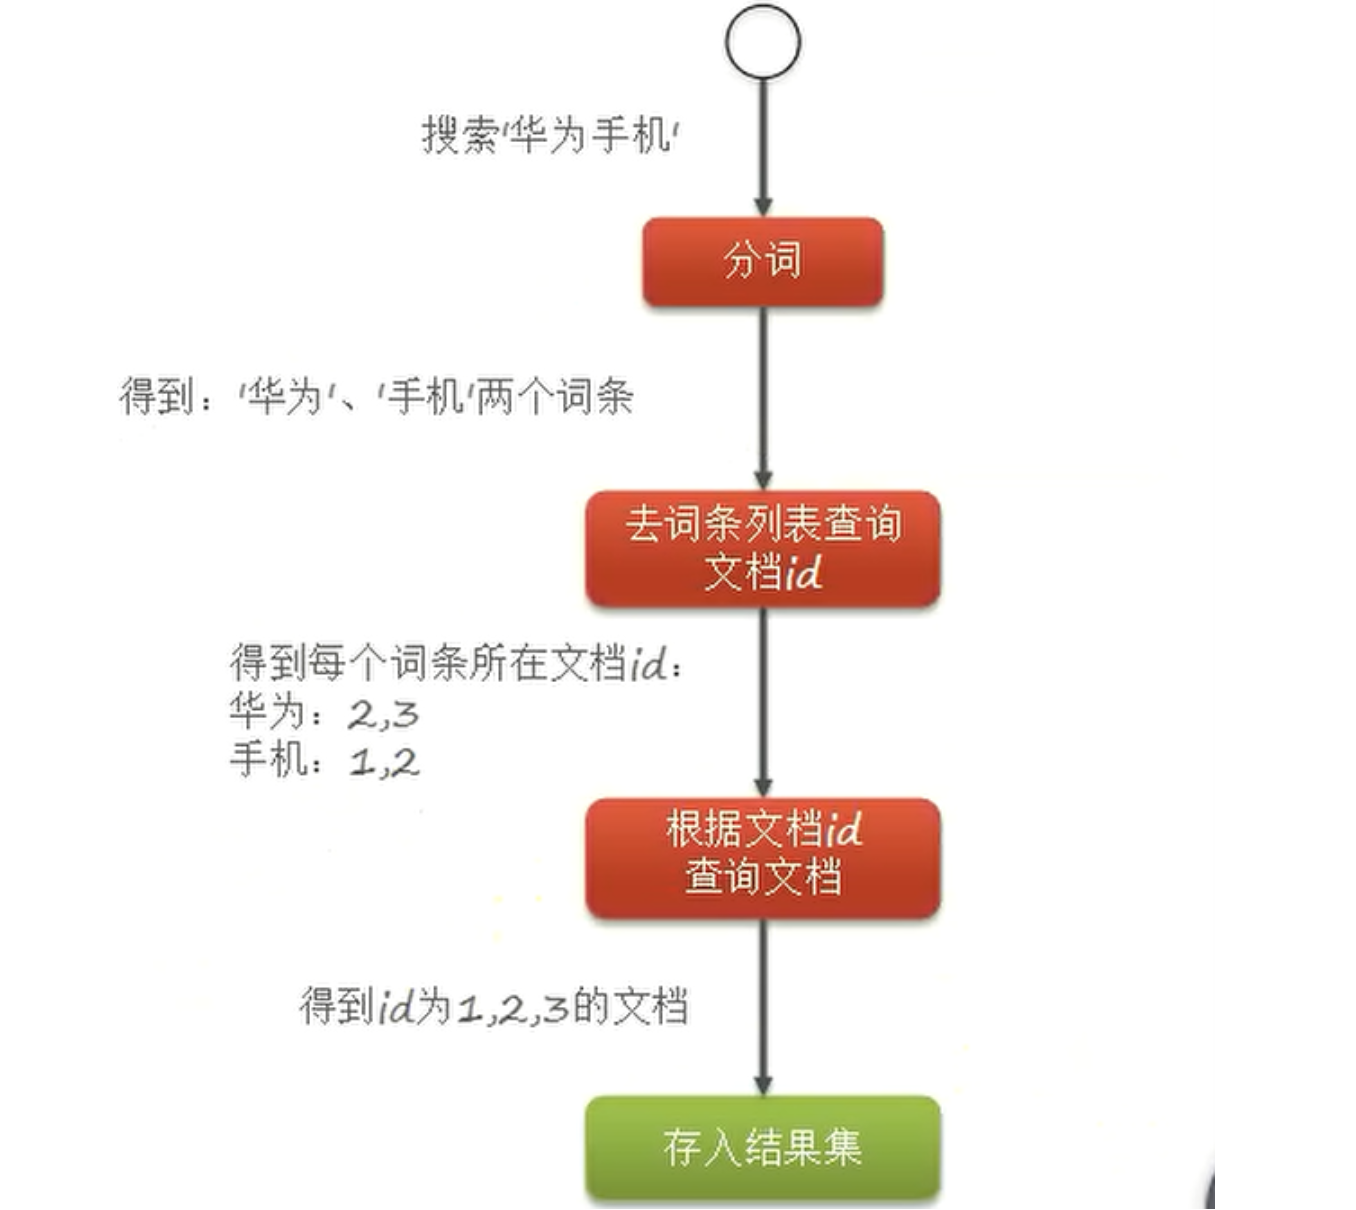 搜索'华为手机'
分词
得到：'华为'、'手机'两个词条
去词条列表查询
文档id
得到每个词条所在文档id：
华为：2,3
手机：1,2
根据文档id
查询文档
得到id为1,2,3的文档
存入结果集